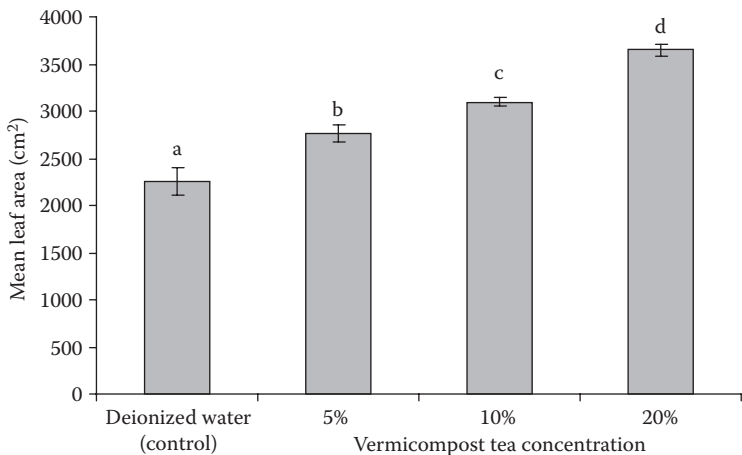 4000
3500
3000
2500
2000
1500
1000
500
0
Mean leaf area (cm²)
a
b
c
d
Deionized water
(control)
5%
10%
20%
Vermicompost tea concentration